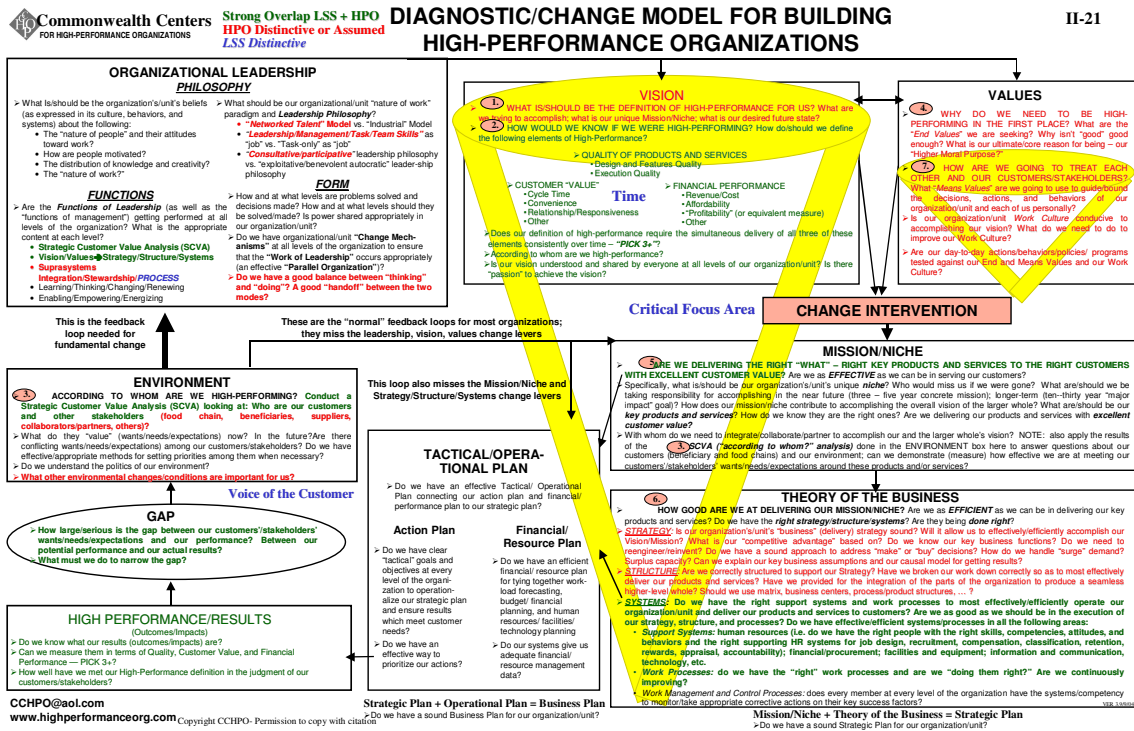 Commonwealth Centers
FOR HIGH-PERFORMANCE ORGANIZATIONS
Strong Overlap LSS + HPO
HPO Distinctive or Assumed
LSS Distinctive
DIAGNOSTIC/CHANGE MODEL FOR BUILDING
HIGH-PERFORMANCE ORGANIZATIONS
II-21
ORGANIZATIONAL LEADERSHIP
PHILOSOPHY
➢ What Is/should be the organization's/unit's beliefs
(as expressed in its culture, behaviors, and
systems) about the following:
• The "nature of people" and their attitudes
toward work?
• How are people motivated?
• The distribution of knowledge and creativity?
• The "nature of work?"
➢ What should be our organizational/unit "nature of work"
paradigm and Leadership Philosophy?
• "Networked Talent" Model vs. "Industrial" Model
• "Leadership/Management/Task/Team Skills" as
"job" vs. "Task-only" as "job"
• "Consultative/participative" leadership philosophy
vs. "exploitative/benevolent autocratic" leader-ship
philosophy
FUNCTIONS
➢ Are the Functions of Leadership (as well as the
"functions of management") getting performed at all
levels of the organization? What is the appropriate
content at each level?
• Strategic Customer Value Analysis (SCVA)
• Vision/Values➔Strategy/Structure/Systems
• Suprasystems
Integration/Stewardship/PROCESS
• Learning/Thinking/Changing/Renewing
• Enabling/Empowering/Energizing
FORM
➢ How and at what levels are problems solved and
decisions made? How and at what levels should they
be solved/made? Is power shared appropriately in
our organization/unit?
➢ Do we have organizational/unit "Change Mech-
anisms" at all levels of the organization to ensure
that the "Work of Leadership" occurs appropriately
(an effective "Parallel Organization")?
➢ Do we have a good balance between "thinking"
and "doing"? A good "handoff" between the two
modes?
VISION
➢ 1. WHAT IS/SHOULD BE THE DEFINITION OF HIGH-PERFORMANCE FOR US? What are
we trying to accomplish; what is our unique Mission/Niche; what is our desired future state?
➢ 2. HOW WOULD WE KNOW IF WE WERE HIGH-PERFORMING? How do/should we define
the following elements of High-Performance?
➢ QUALITY OF PRODUCTS AND SERVICES
• Design and Features Quality
• Execution Quality
➢ CUSTOMER "VALUE"
• Cycle Time
• Convenience
• Relationship/Responsiveness
• Other
Time
➢ FINANCIAL PERFORMANCE
• Revenue/Cost
• Affordability
• "Profitability" (or equivalent measure)
• Other
➢ Does our definition of high-performance require the simultaneous delivery of all three of these
elements consistently over time – "PICK 3+"?
➢ According to whom are we high-performance?
➢ Is our vision understood and shared by everyone at all levels of our organization/unit? Is there
"passion" to achieve the vision?
VALUES
➢ 4. WHY DO WE NEED TO BE HIGH-
PERFORMING IN THE FIRST PLACE? What are the
"End Values" we are seeking? Why isn't "good" good
enough? What is our ultimate/core reason for being – our
"Higher Moral Purpose?"
➢ 7. HOW ARE WE GOING TO TREAT EACH
OTHER AND OUR CUSTOMERS/STAKEHOLDERS?
What "Means Values" are we going to use to guide/bound
the decisions, actions, and behaviors of our
organization/unit and each of us personally?
➢ Is our organization/unit Work Culture conducive to
accomplishing our vision? What do we need to do to
improve our Work Culture?
➢ Are our day-to-day actions/behaviors/policies/ programs
tested against our End and Means Values and our Work
Culture?
Critical Focus Area
CHANGE INTERVENTION
This is the feedback
loop needed for
fundamental change
These are the "normal" feedback loops for most organizations;
they miss the leadership, vision, values change levers
This loop also misses the Mission/Niche and
Strategy/Structure/Systems change levers
ENVIRONMENT
➢ 3. ACCORDING TO WHOM ARE WE HIGH-PERFORMING? Conduct a
Strategic Customer Value Analysis (SCVA) looking at: Who are our customers
and other stakeholders (food chain, beneficiaries, suppliers,
collaborators/partners, others)?
➢ What do they "value" (wants/needs/expectations) now? In the future?Are there
conflicting wants/needs/expectations) among our customers/stakeholders? Do we have
effective/appropriate methods for setting priorities among them when necessary?
➢ Do we understand the politics of our environment?
➢ What other environmental changes/conditions are important for us?
Voice of the Customer
GAP
➢ How large/serious is the gap between our customers'/stakeholders'
wants/needs/expectations and our performance? Between our
potential performance and our actual results?
➢ What must we do to narrow the gap?
HIGH PERFORMANCE/RESULTS
(Outcomes/Impacts)
➢ Do we know what our results (outcomes/impacts) are?
➢ Can we measure them in terms of Quality, Customer Value, and Financial
Performance — PICK 3+?
➢ How well have we met our High-Performance definition in the judgment of our
customers/stakeholders?
TACTICAL/OPERA-
TIONAL PLAN
➢ Do we have an effective Tactical/ Operational
Plan connecting our action plan and financial/
performance plan to our strategic plan?
Action Plan
➢ Do we have clear
"tactical" goals and
objectives at every
level of the organi-
zation to operation-
alize our strategic plan
and ensure results
which meet customer
needs?
➢ Do we have an
effective way to
prioritize our actions?
Financial/
Resource Plan
➢ Do we have an efficient
financial/ resource plan
for tying together work-
load forecasting,
budget/ financial
planning, and human
resources/ facilities/
technology planning
➢ Do our systems give us
adequate financial/
resource management
data?
MISSION/NICHE
➢ 5. ARE WE DELIVERING THE RIGHT "WHAT" – RIGHT KEY PRODUCTS AND SERVICES TO THE RIGHT CUSTOMERS
WITH EXCELLENT CUSTOMER VALUE? Are we as EFFECTIVE as we can be in serving our customers?
➢ Specifically, what is/should be our organization's/unit's unique niche? Who would miss us if we were gone? What are/should we be
taking responsibility for accomplishing in the near future (three – five year concrete mission); longer-term (ten--thirty year "major
impact" goal)? How does our mission/niche contribute to accomplishing the overall vision of the larger whole? What are/should be our
key products and services? How do we know they are the right ones? Are we delivering our products and services with excellent
customer value?
➢ With whom do we need to integrate/collaborate/partner to accomplish our and the larger whole's vision? NOTE: also apply the results
of the 3. SCVA ("according to whom?" analysis) done in the ENVIRONMENT box here to answer questions about our
customers (beneficiary and food chains) and our environment; can we demonstrate (measure) how effective we are at meeting our
customers'/stakeholders' wants/needs/expectations around these products and/or services?
THEORY OF THE BUSINESS
➢ 6. HOW GOOD ARE WE AT DELIVERING OUR MISSION/NICHE? Are we as EFFICIENT as we can be in delivering our key
products and services? Do we have the right strategy/structure/systems? Are they being done right?
➢ STRATEGY: Is our organization's/unit's "business" (delivery) strategy sound? Will it allow us to effectively/efficiently accomplish our
Vision/Mission? What is our "competitive advantage" based on? Do we know our key business functions? Do we need to
reengineer/reinvent? Do we have a sound approach to address "make" or "buy" decisions? How do we handle "surge" demand?
Surplus capacity? Can we explain our key business assumptions and our causal model for getting results?
➢ STRUCTURE: Are we correctly structured to support our Strategy? Have we broken our work down correctly so as to most effectively
deliver our products and services? Have we provided for the integration of the parts of the organization to produce a seamless
higher-level whole? Should we use matrix, business centers, process/product structures, … ?
➢ SYSTEMS: Do we have the right support systems and work processes to most effectively/efficiently operate our
organization/unit and deliver our products and services to customers? Are we as good as we should be in the execution of
our strategy, structure, and processes? Do we have effective/efficient systems/processes in all the following areas:
• Support Systems: human resources (i.e. do we have the right people with the right skills, competencies, attitudes, and
behaviors and the right supporting HR systems for job design, recruitment, compensation, classification, retention,
rewards, appraisal, accountability); financial/procurement; facilities and equipment; information and communication,
technology, etc.
• Work Processes: do we have the "right" work processes and are we "doing them right?" Are we continuously
improving?
• Work Management and Control Processes: does every member at every level of the organization have the systems/competency
to monitor/take appropriate corrective actions on their key success factors?
CCHPO@aol.com
www.highperformanceorg.com
Copyright CCHPO- Permission to copy with citation
Strategic Plan + Operational Plan = Business Plan
➢Do we have a sound Business Plan for our organization/unit?
Mission/Niche + Theory of the Business = Strategic Plan
➢Do we have a sound Strategic Plan for our organization/unit?